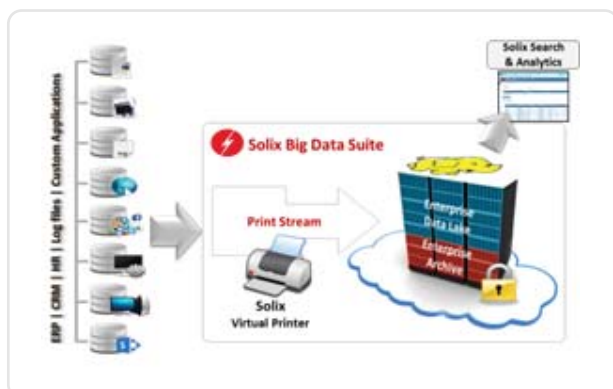 Solix Search
& Analytics
ERP | CRM | HR | Log files | Custom Applications
Solix Big Data Suite
Print Stream
Solix
Virtual Printer
Enterprise
Data Lake
Enterprise
Archive